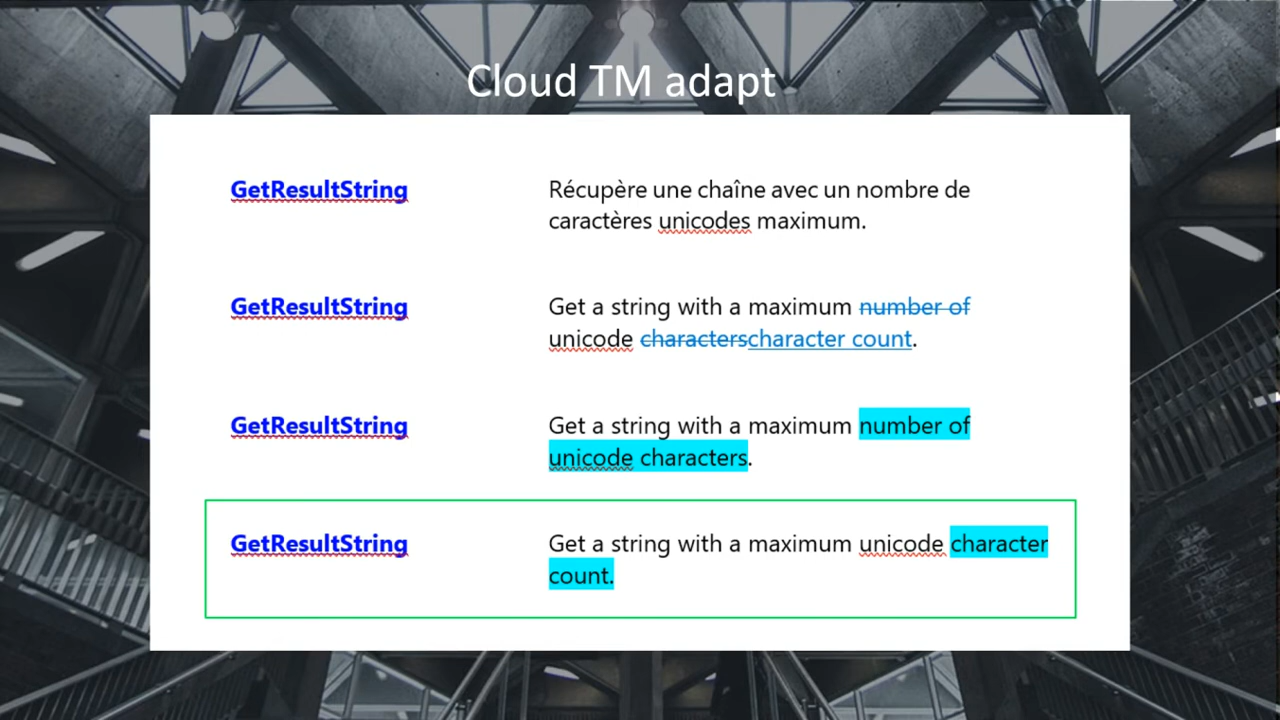 Cloud TM adapt
GetResultString
Récupère une chaîne avec un nombre de
caractères unicodes maximum.
GetResultString
Get a string with a maximum number of
unicode characterscharacter count.
GetResultString
Get a string with a maximum number of
unicode characters.
GetResultString
Get a string with a maximum unicode character
count.